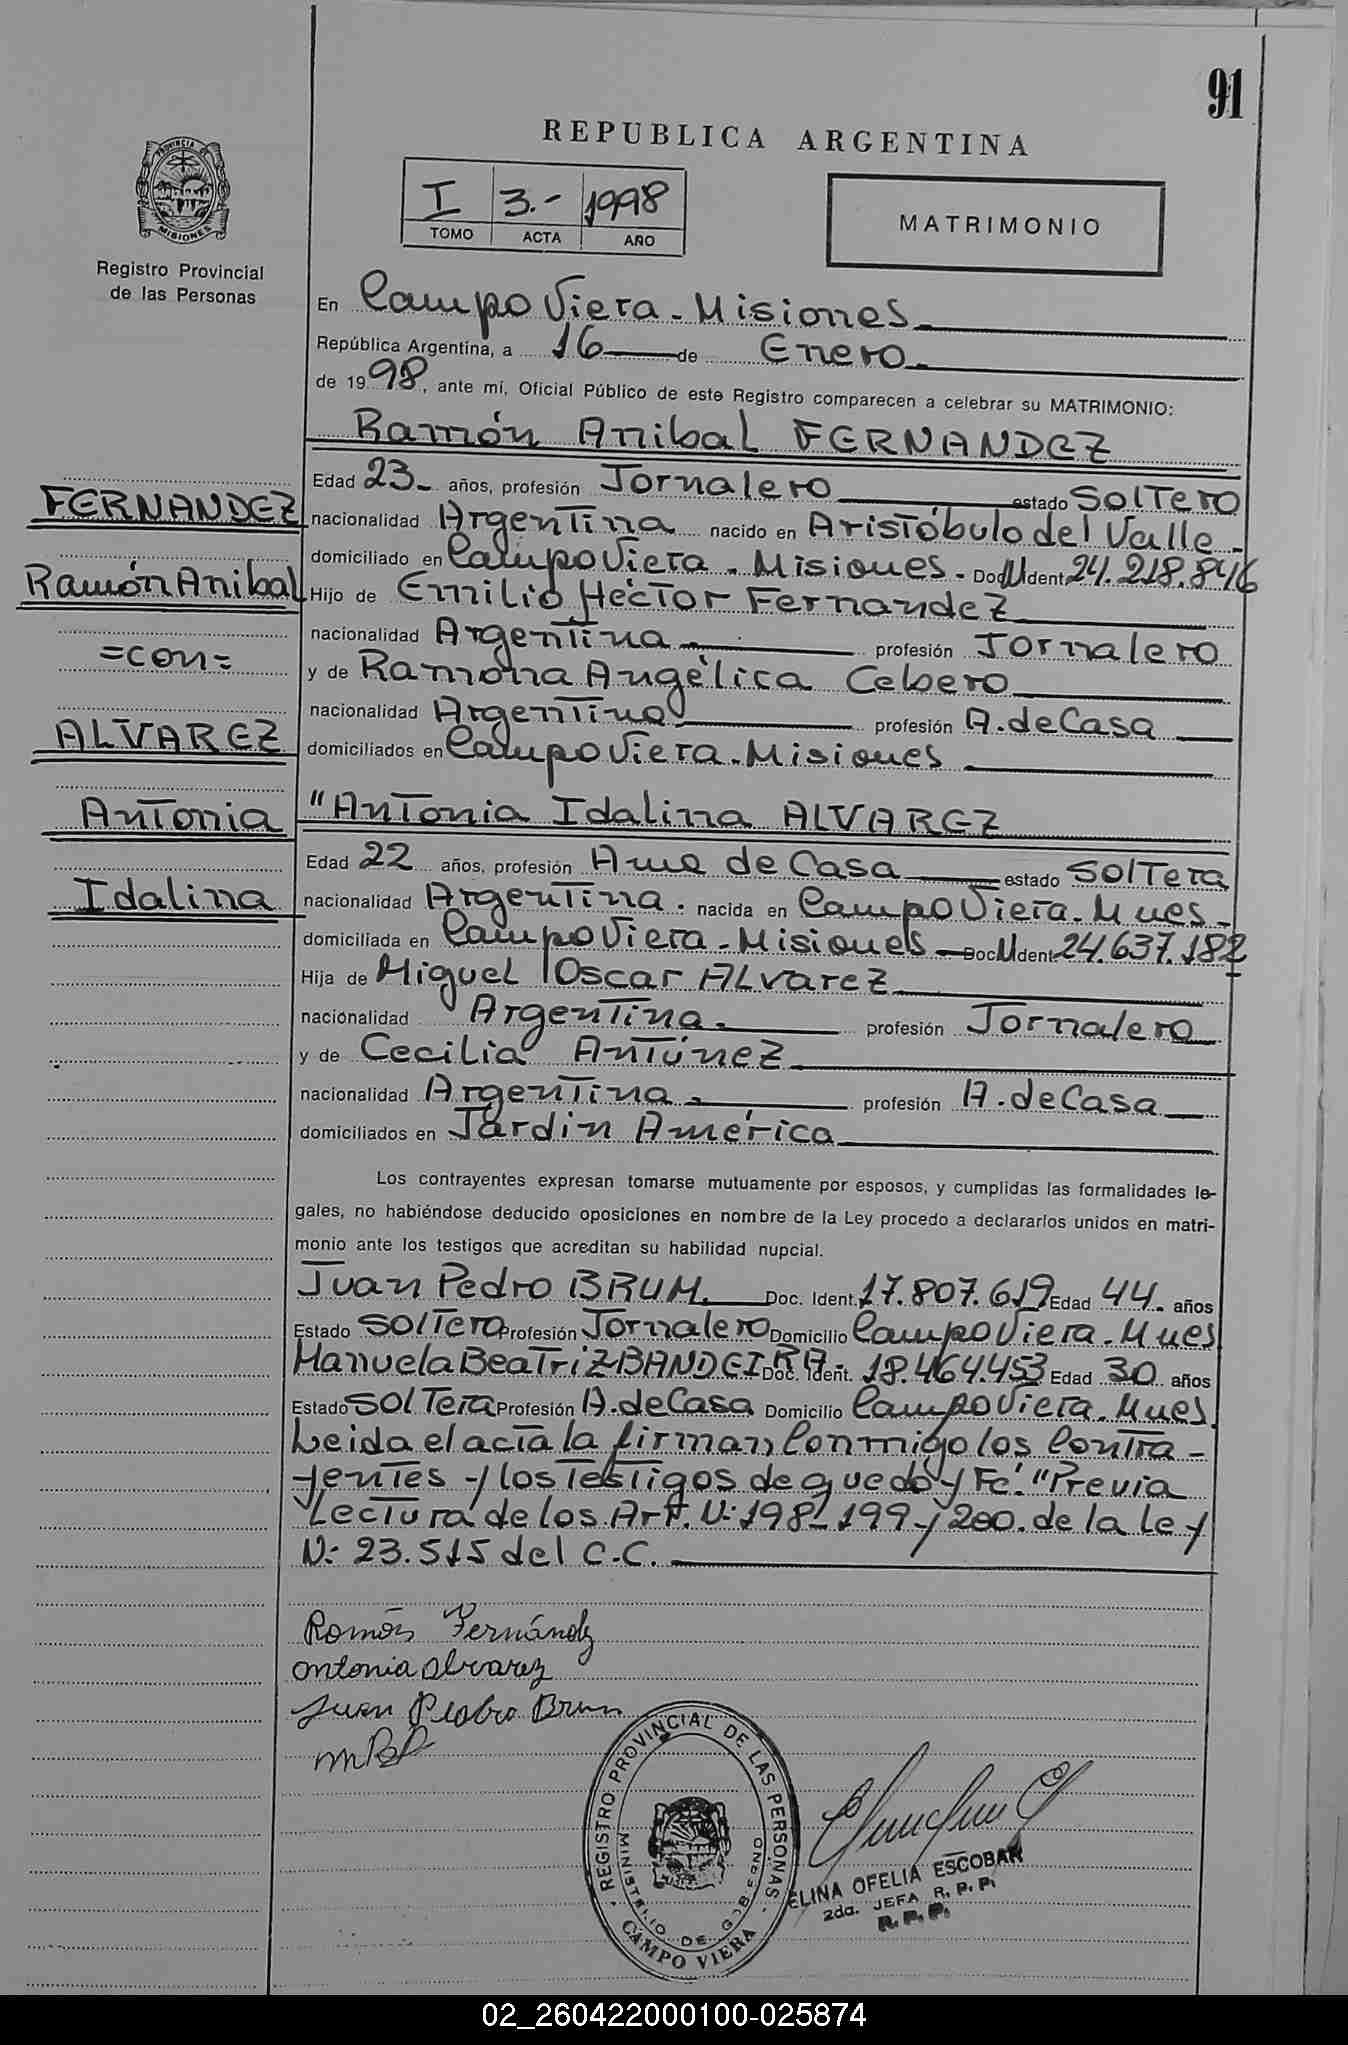 91
REPUBLICA ARGENTINA
PROVINCIA
MISIONES
Registro Provincial
de las Personas
I 3.- 1998
TOMO ACTA AÑO
MATRIMONIO
En Campo Viera - Misiones
República Argentina, a 16 de Enero
de 1998, ante mí, Oficial Público de este Registro comparecen a celebrar su MATRIMONIO:
Ramón Anibal FERNANDEZ
FERNANDEZ
Ramón Anibal
=con=
ALVAREZ
Antonia
Idalina
Edad 23- años, profesión Jornalero estado Soltero
nacionalidad Argentina nacido en Aristóbulo del Valle-
domiciliado en Campo Viera - Misiones - Doc. Ident. 24.218.846
Hijo de Emilio Héctor Fernandez
nacionalidad Argentina profesión Jornalero
y de Ramona Angélica Cebero
nacionalidad Argentina profesión A. de Casa
domiciliados en Campo Viera - Misiones
"Antonia Idalina ALVAREZ
Edad 22 años, profesión Ama de Casa estado Soltera
nacionalidad Argentina. nacida en Campo Viera - Mnes-
domiciliada en Campo Viera - Misiones - Doc. Ident. 24.637.182
Hija de Miguel Oscar Alvarez
nacionalidad Argentina. profesión Jornalero
y de Cecilia Antúnez
nacionalidad Argentina profesión A. de Casa
domiciliados en Jardin América
Los contrayentes expresan tomarse mutuamente por esposos, y cumplidas las formalidades le-
gales, no habiéndose deducido oposiciones en nombre de la Ley procedo a declararlos unidos en matri-
monio ante los testigos que acreditan su habilidad nupcial.
Juan Pedro BRUM. Doc. Ident. 17.807.619 Edad 44. años
Estado Soltero Profesión Jornalero Domicilio Campo Viera. Mnes
Manuela Beatriz BANDEIRA- Doc. Ident. 18.464.453 Edad 30 años
Estado Soltera Profesión A. de Casa Domicilio Campo Viera. Mnes.
Leida el acta la firman Conmigo los Contra-
yentes y los Testigos de que doy Fe. "Previa
Lectura de los Art. N: 198-199 y 200. de la Ley
N: 23.515 del C.C.
Ramón Fernández
Antonia Alvarez
Juan Pedro Brum
MBB
REGISTRO PROVINCIAL DE LAS PERSONAS
MINISTERIO DE GOBIERNO
CAMPO VIERA
ELINA OFELIA ESCOBAR
2da. JEFA R. P. P.
R. P. P.
02_260422000100-025874